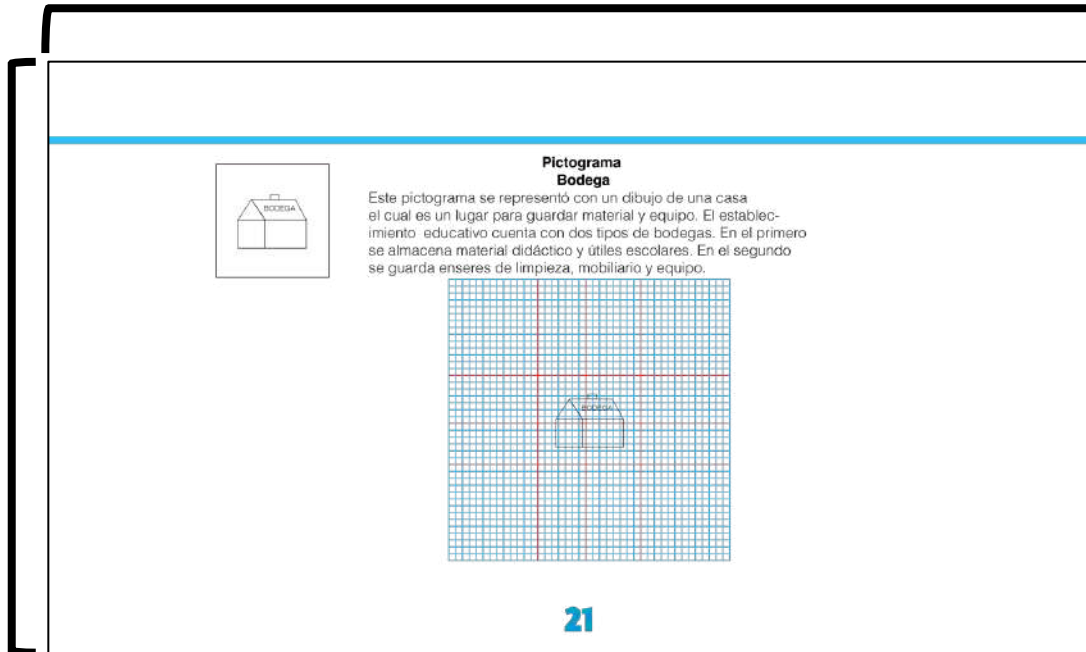 Pictograma
Bodega
BODEGA
Este pictograma se representó con un dibujo de una casa
el cual es un lugar para guardar material y equipo. El establec-
imiento educativo cuenta con dos tipos de bodegas. En el primero
se almacena material didáctico y útiles escolares. En el segundo
se guarda enseres de limpieza, mobiliario y equipo.
BODEGA
21